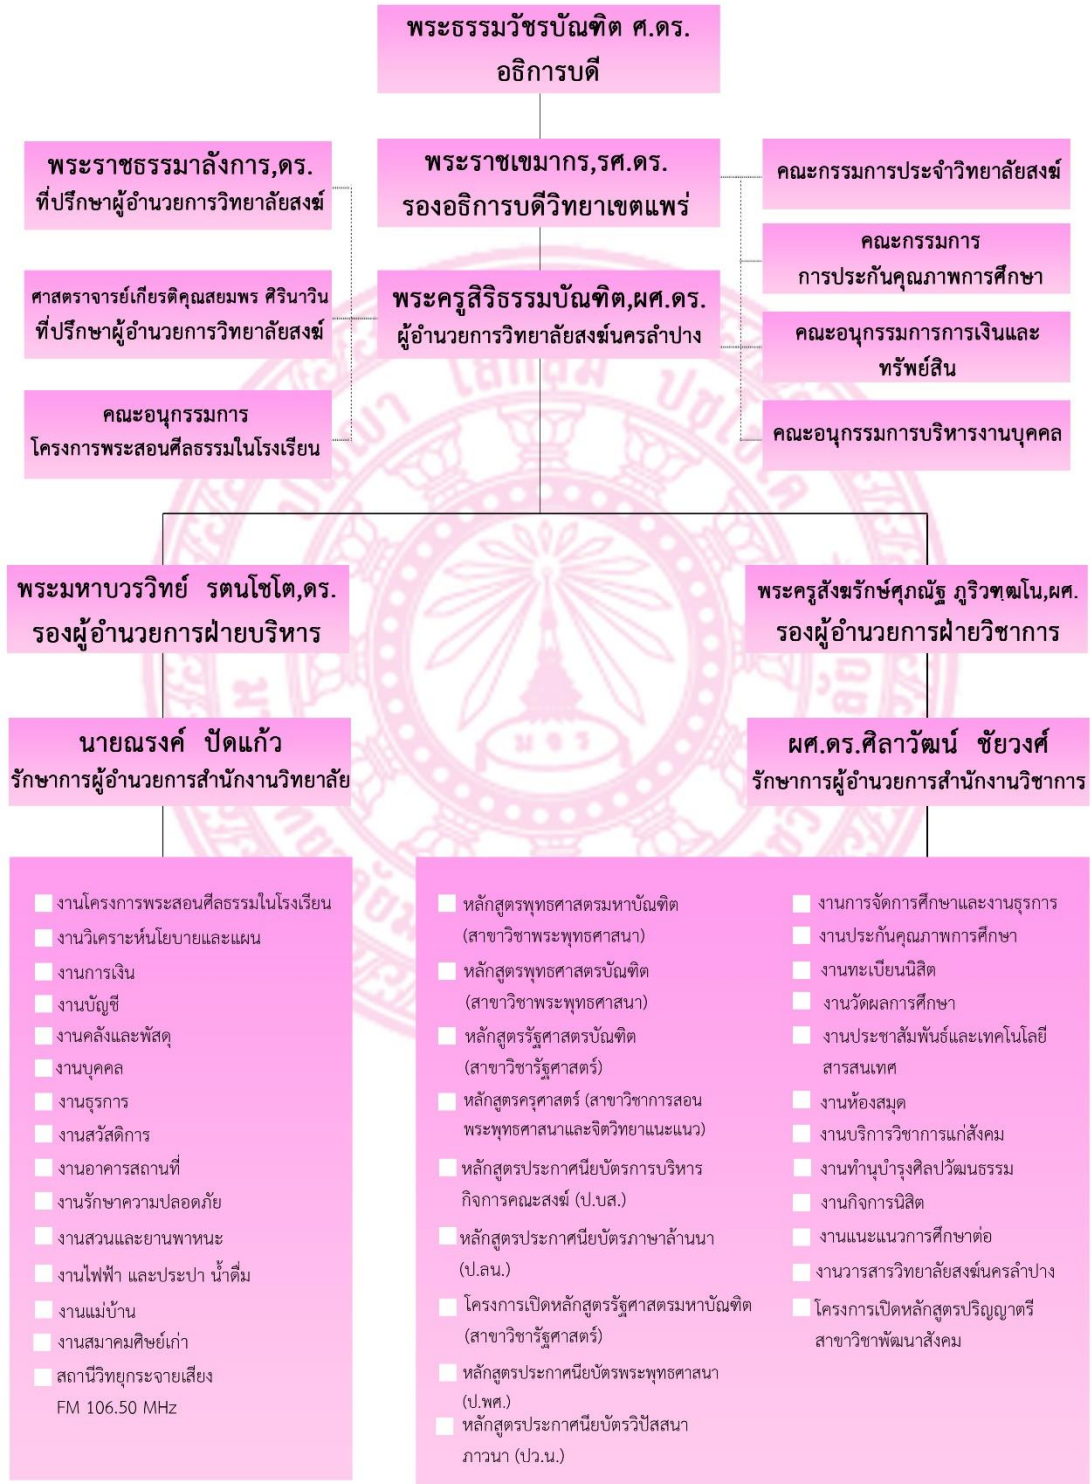 พระธรรมวัชรบัณฑิต ศ.ดร.
อธิการบดี
พระราชธรรมาลังการ,ดร.
ที่ปรึกษาผู้อำนวยการวิทยาลัยสงฆ์
พระราชเขมากร,รศ.ดร.
รองอธิการบดีวิทยาเขตแพร่
คณะกรรมการประจำวิทยาลัยสงฆ์
คณะกรรมการ
การประกันคุณภาพการศึกษา
ศาสตราจารย์เกียรติคุณสยมพร ศิรินาวิน
ที่ปรึกษาผู้อำนวยการวิทยาลัยสงฆ์
พระครูสิริธรรมบัณฑิต,ผศ.ดร.
ผู้อำนวยการวิทยาลัยสงฆ์นครลำปาง
คณะอนุกรรมการการเงินและ
ทรัพย์สิน
คณะอนุกรรมการ
โครงการพระสอนศีลธรรมในโรงเรียน
คณะอนุกรรมการบริหารงานบุคคล
พระมหาบวรวิทย์ รตนโชโต,ดร.
รองผู้อำนวยการฝ่ายบริหาร
พระครูสังฆรักษ์ศุภณัฐ ภูริวฑฺฒโน,ผศ.
รองผู้อำนวยการฝ่ายวิชาการ
นายณรงค์ ปัดแก้ว
รักษาการผู้อำนวยการสำนักงานวิทยาลัย
ผศ.ดร.ศิลาวัฒน์ ชัยวงศ์
รักษาการผู้อำนวยการสำนักงานวิชาการ
งานโครงการพระสอนศีลธรรมในโรงเรียน
งานวิเคราะห์นโยบายและแผน
งานการเงิน
งานบัญชี
งานคลังและพัสดุ
งานบุคคล
งานธุรการ
งานสวัสดิการ
งานอาคารสถานที่
งานรักษาความปลอดภัย
งานสวนและยานพาหนะ
งานไฟฟ้า และประปา น้ำดื่ม
งานแม่บ้าน
งานสมาคมศิษย์เก่า
สถานีวิทยุกระจายเสียง
FM 106.50 MHz
หลักสูตรพุทธศาสตรมหาบัณฑิต
(สาขาวิชาพระพุทธศาสนา)
หลักสูตรพุทธศาสตรบัณฑิต
(สาขาวิชาพระพุทธศาสนา)
หลักสูตรรัฐศาสตรบัณฑิต
(สาขาวิชารัฐศาสตร์)
หลักสูตรครุศาสตร์ (สาขาวิชาการสอน
พระพุทธศาสนาและจิตวิทยาแนะแนว)
หลักสูตรประกาศนียบัตรการบริหาร
กิจการคณะสงฆ์ (ป.บส.)
หลักสูตรประกาศนียบัตรภาษาล้านนา
(ป.ลน.)
โครงการเปิดหลักสูตรรัฐศาสตรมหาบัณฑิต
(สาขาวิชารัฐศาสตร์)
หลักสูตรประกาศนียบัตรพระพุทธศาสนา
(ป.พศ.)
หลักสูตรประกาศนียบัตรวิปัสสนา
ภาวนา (ปว.น.)
งานการจัดการศึกษาและงานธุรการ
งานประกันคุณภาพการศึกษา
งานทะเบียนนิสิต
งานวัดผลการศึกษา
งานประชาสัมพันธ์และเทคโนโลยี
สารสนเทศ
งานห้องสมุด
งานบริการวิชาการแก่สังคม
งานทำนุบำรุงศิลปวัฒนธรรม
งานกิจการนิสิต
งานแนะแนวการศึกษาต่อ
งานวารสารวิทยาลัยสงฆ์นครลำปาง
โครงการเปิดหลักสูตรปริญญาตรี
สาขาวิชาพัฒนาสังคม
ม จ ร